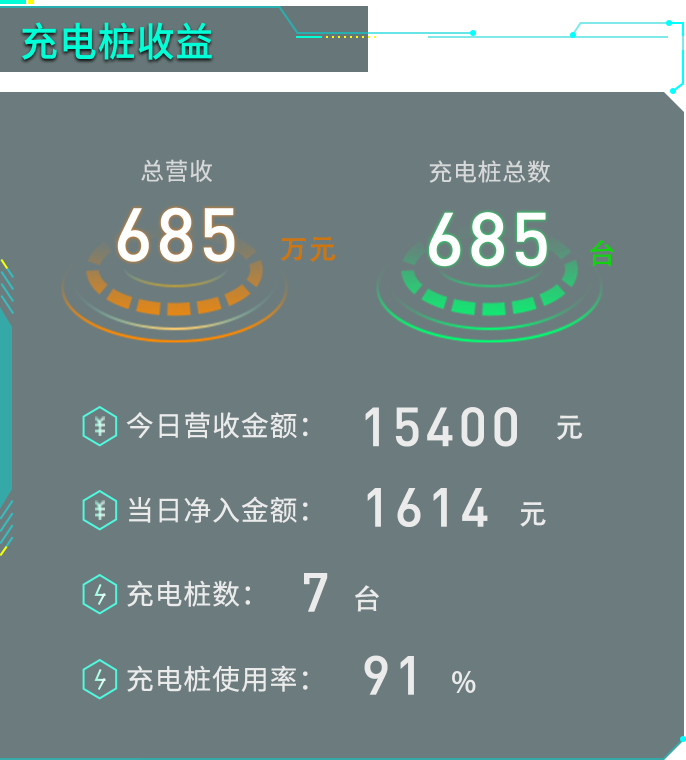 充电桩收益
总营收
685 万元
充电桩总数
685 台
¥ 今日营收金额： 15400 元
¥ 当日净入金额： 1614 元
充电桩数： 7 台
充电桩使用率： 91 %